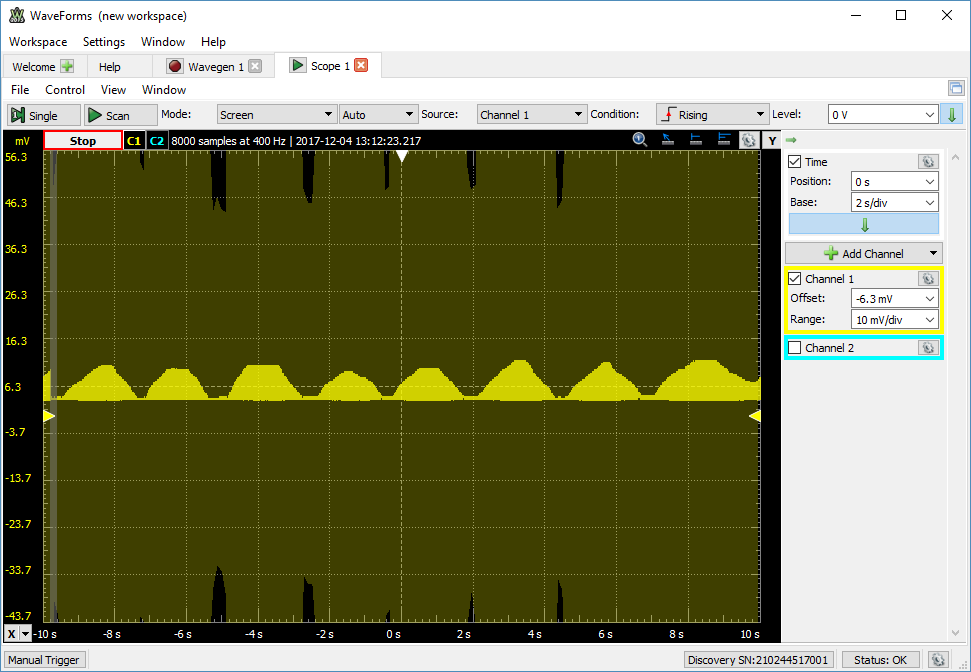 WaveForms (new workspace)
Workspace Settings Window Help
Welcome Help Wavegen 1 Scope 1
File Control View Window
Single Scan Mode: Screen Auto Source: Channel 1 Condition: Rising Level: 0 V
mV Stop C1 C2 8000 samples at 400 Hz | 2017-12-04 13:12:23.217 Y
56.3
46.3
36.3
26.3
16.3
6.3
-3.7
-13.7
-23.7
-33.7
-43.7
X -10 s -8 s -6 s -4 s -2 s 0 s 2 s 4 s 6 s 8 s 10 s
Time
Position: 0 s
Base: 2 s/div
Add Channel
Channel 1
Offset: -6.3 mV
Range: 10 mV/div
Channel 2
Manual Trigger Discovery SN:210244517001 Status: OK